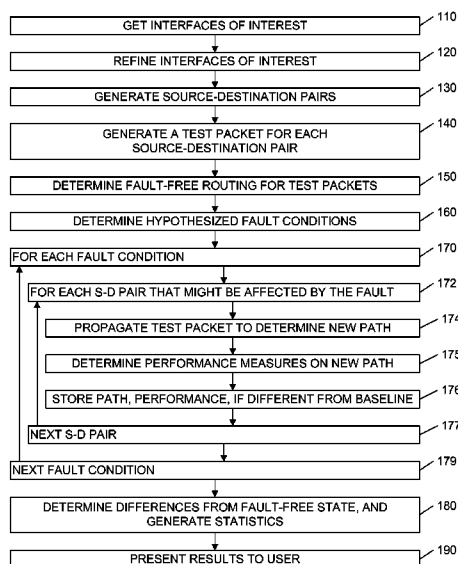 GET INTERFACES OF INTEREST
110
REFINE INTERFACES OF INTEREST
120
GENERATE SOURCE-DESTINATION PAIRS
130
GENERATE A TEST PACKET FOR EACH
SOURCE-DESTINATION PAIR
140
DETERMINE FAULT-FREE ROUTING FOR TEST PACKETS
150
DETERMINE HYPOTHESIZED FAULT CONDITIONS
160
FOR EACH FAULT CONDITION
170
FOR EACH S-D PAIR THAT MIGHT BE AFFECTED BY THE FAULT
172
PROPAGATE TEST PACKET TO DETERMINE NEW PATH
174
DETERMINE PERFORMANCE MEASURES ON NEW PATH
175
STORE PATH, PERFORMANCE, IF DIFFERENT FROM BASELINE
176
NEXT S-D PAIR
177
NEXT FAULT CONDITION
179
DETERMINE DIFFERENCES FROM FAULT-FREE STATE, AND
GENERATE STATISTICS
180
PRESENT RESULTS TO USER
190